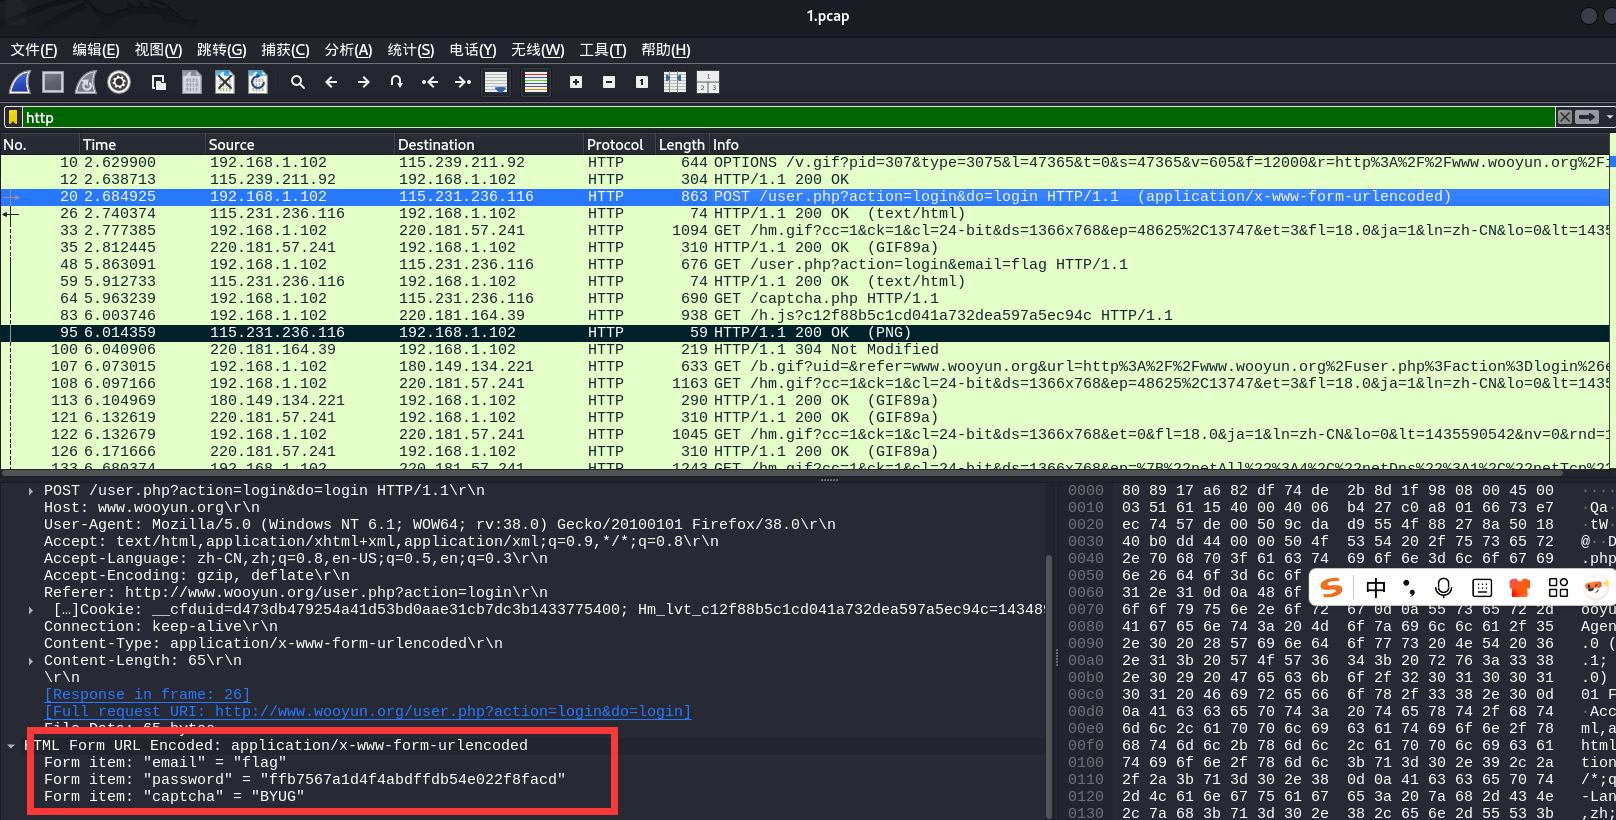 1.pcap
文件(F) 编辑(E) 视图(V) 跳转(G) 捕获(C) 分析(A) 统计(S) 电话(Y) 无线(W) 工具(T) 帮助(H)
http
No. Time Source Destination Protocol Length Info
10 2.629900 192.168.1.102 115.239.211.92 HTTP 644 OPTIONS /v.gif?pid=307&type=3075&l=47365&t=0&s=47365&v=605&f=12000&r=http%3A%2F%2Fwww.wooyun.org%2Fi
12 2.638713 115.239.211.92 192.168.1.102 HTTP 304 HTTP/1.1 200 OK
20 2.684925 192.168.1.102 115.231.236.116 HTTP 863 POST /user.php?action=login&do=login HTTP/1.1 (application/x-www-form-urlencoded)
26 2.740374 115.231.236.116 192.168.1.102 HTTP 74 HTTP/1.1 200 OK (text/html)
33 2.777385 192.168.1.102 220.181.57.241 HTTP 1094 GET /hm.gif?cc=1&ck=1&cl=24-bit&ds=1366x768&ep=48625%2C13747&et=3&fl=18.0&ja=1&ln=zh-CN&lo=0&lt=1435
35 2.812445 220.181.57.241 192.168.1.102 HTTP 310 HTTP/1.1 200 OK (GIF89a)
48 5.863091 192.168.1.102 115.231.236.116 HTTP 676 GET /user.php?action=login&email=flag HTTP/1.1
59 5.912733 115.231.236.116 192.168.1.102 HTTP 74 HTTP/1.1 200 OK (text/html)
64 5.963239 192.168.1.102 115.231.236.116 HTTP 690 GET /captcha.php HTTP/1.1
83 6.003746 192.168.1.102 220.181.164.39 HTTP 938 GET /h.js?c12f88b5c1cd041a732dea597a5ec94c HTTP/1.1
95 6.014359 115.231.236.116 192.168.1.102 HTTP 59 HTTP/1.1 200 OK (PNG)
100 6.040906 220.181.164.39 192.168.1.102 HTTP 219 HTTP/1.1 304 Not Modified
107 6.073015 192.168.1.102 180.149.134.221 HTTP 633 GET /b.gif?uid=&refer=www.wooyun.org&url=http%3A%2F%2Fwww.wooyun.org%2Fuser.php%3Faction%3Dlogin%26e
108 6.097166 192.168.1.102 220.181.57.241 HTTP 1163 GET /hm.gif?cc=1&ck=1&cl=24-bit&ds=1366x768&ep=48625%2C13747&et=3&fl=18.0&ja=1&ln=zh-CN&lo=0&lt=1435
113 6.104969 180.149.134.221 192.168.1.102 HTTP 290 HTTP/1.1 200 OK (GIF89a)
121 6.132619 220.181.57.241 192.168.1.102 HTTP 310 HTTP/1.1 200 OK (GIF89a)
122 6.132679 192.168.1.102 220.181.57.241 HTTP 1045 GET /hm.gif?cc=1&ck=1&cl=24-bit&ds=1366x768&et=0&fl=18.0&ja=1&ln=zh-CN&lo=0&lt=1435590542&nv=0&rnd=1
126 6.171666 220.181.57.241 192.168.1.102 HTTP 310 HTTP/1.1 200 OK (GIF89a)
133 6.680374 192.168.1.102 220.181.57.241 HTTP 1243 GET /hm.gif?cc=1&ck=1&cl=24-bit&ds=1366x768&ep=%7B%22netAll%22%3A4%2C%22netDns%22%3A1%2C%22netTcp%22
POST /user.php?action=login&do=login HTTP/1.1\r\n
Host: www.wooyun.org\r\n
User-Agent: Mozilla/5.0 (Windows NT 6.1; WOW64; rv:38.0) Gecko/20100101 Firefox/38.0\r\n
Accept: text/html,application/xhtml+xml,application/xml;q=0.9,*/*;q=0.8\r\n
Accept-Language: zh-CN,zh;q=0.8,en-US;q=0.5,en;q=0.3\r\n
Accept-Encoding: gzip, deflate\r\n
Referer: http://www.wooyun.org/user.php?action=login\r\n
[…]Cookie: __cfduid=d473db479254a41d53bd0aae31cb7dc3b1433775400; Hm_lvt_c12f88b5c1cd041a732dea597a5ec94c=143489
Connection: keep-alive\r\n
Content-Type: application/x-www-form-urlencoded\r\n
Content-Length: 65\r\n
\r\n
[Response in frame: 26]
[Full request URI: http://www.wooyun.org/user.php?action=login&do=login]
File Data: 65 bytes
HTML Form URL Encoded: application/x-www-form-urlencoded
Form item: "email" = "flag"
Form item: "password" = "ffb7567a1d4f4abdffdb54e022f8facd"
Form item: "captcha" = "BYUG"
0000 80 89 17 a6 82 df 74 de 2b 8d 1f 98 08 00 45 00 ····
0010 03 51 61 15 40 00 40 06 b4 27 c0 a8 01 66 73 e7 ·Qa·
0020 ec 74 57 de 00 50 9c da d9 55 4f 88 27 8a 50 18 ·tW·
0030 40 b0 dd 44 00 00 50 4f 53 54 20 2f 75 73 65 72 @··D
0040 2e 70 68 70 3f 61 63 74 69 6f 6e 3d 6c 6f 67 69 .php
0050 6e 26 64 6f 3d 6c 6f
0060 31 2e 31 0d 0a 48 6f
中
0070 6f 6f 79 75 6e 2e 6f 72 67 0d 0a 55 73 65 72 2d ooyu
0080 41 67 65 6e 74 3a 20 4d 6f 7a 69 6c 6c 61 2f 35 Agen
0090 2e 30 20 28 57 69 6e 64 6f 77 73 20 4e 54 20 36 .0 (
00a0 2e 31 3b 20 57 4f 57 36 34 3b 20 72 76 3a 33 38 .1;
00b0 2e 30 29 20 47 65 63 6b 6f 2f 32 30 31 30 30 31 .0)
00c0 30 31 20 46 69 72 65 66 6f 78 2f 33 38 2e 30 0d 01 F
00d0 0a 41 63 63 65 70 74 3a 20 74 65 78 74 2f 68 74 ·Acc
00e0 6d 6c 2c 61 70 70 6c 69 63 61 74 69 6f 6e 2f 78 ml,a
00f0 68 74 6d 6c 2b 78 6d 6c 2c 61 70 70 6c 69 63 61 html
0100 74 69 6f 6e 2f 78 6d 6c 3b 71 3d 30 2e 39 2c 2a tion
0110 2f 2a 3b 71 3d 30 2e 38 0d 0a 41 63 63 65 70 74 /*;q
0120 2d 4c 61 6e 67 75 61 67 65 3a 20 7a 68 2d 43 4e -Lan
0130 2c 7a 68 3b 71 3d 30 2e 38 2c 65 6e 2d 55 53 3b ,zh;